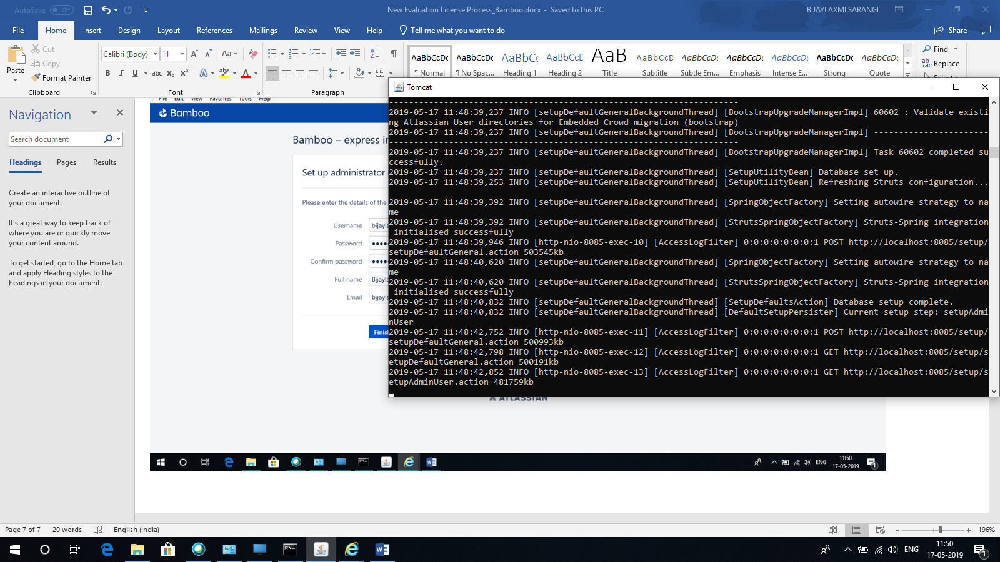 AutoSave Off
New Evaluation License Process_Bamboo.docx - Saved to this PC
BIJAYLAXMI SARANGI
File Home Insert Design Layout References Mailings Review View Help Tell me what you want to do
Share
Paste
Cut
Copy
Format Painter
Clipboard
Calibri (Body) 11
Font
Paragraph
AaBbCcDc AaBbCcDc AaBbC AaBbCcE AaB AaBbCcD AaBbCcDc AaBbCcDc AaBbCcDc AaBbCcDc AaBbCcDc
¶ Normal ¶ No Spac... Heading 1 Heading 2 Title Subtitle Subtle Em... Emphasis Intense E... Strong Quote
Find
Replace
Select
Navigation
Search document
Headings Pages Results
Create an interactive outline of
your document.
It's a great way to keep track of
where you are or quickly move
your content around.
To get started, go to the Home tab
and apply Heading styles to the
headings in your document.
File Edit View Favorites Tools Help
Bamboo
Bamboo – express in
Set up administrator
Please enter the details of the
Username bijayla
Password
Confirm password
Full name Bijayla
Email bijayla
Finis
ATLASSIAN
11:50
ENG
17-05-2019
1
Tomcat
----------------------------------------------------------------------
2019-05-17 11:48:39,237 INFO [setupDefaultGeneralBackgroundThread] [BootstrapUpgradeManagerImpl] 60602 : Validate existi
ng Atlassian User directories for Embedded Crowd migration (bootstrap)
2019-05-17 11:48:39,237 INFO [setupDefaultGeneralBackgroundThread] [BootstrapUpgradeManagerImpl] -----------------------
----------------------------------------------------------------------
2019-05-17 11:48:39,237 INFO [setupDefaultGeneralBackgroundThread] [BootstrapUpgradeManagerImpl] Task 60602 completed su
ccessfully.
2019-05-17 11:48:39,237 INFO [setupDefaultGeneralBackgroundThread] [SetupUtilityBean] Database set up.
2019-05-17 11:48:39,253 INFO [setupDefaultGeneralBackgroundThread] [SetupUtilityBean] Refreshing Struts configuration...
2019-05-17 11:48:39,392 INFO [setupDefaultGeneralBackgroundThread] [SpringObjectFactory] Setting autowire strategy to na
me
2019-05-17 11:48:39,392 INFO [setupDefaultGeneralBackgroundThread] [StrutsSpringObjectFactory] Struts-Spring integration
initialised successfully
2019-05-17 11:48:39,946 INFO [http-nio-8085-exec-10] [AccessLogFilter] 0:0:0:0:0:0:0:1 POST http://localhost:8085/setup/
setupDefaultGeneral.action 503545kb
2019-05-17 11:48:40,620 INFO [setupDefaultGeneralBackgroundThread] [SpringObjectFactory] Setting autowire strategy to na
me
2019-05-17 11:48:40,620 INFO [setupDefaultGeneralBackgroundThread] [StrutsSpringObjectFactory] Struts-Spring integration
initialised successfully
2019-05-17 11:48:40,832 INFO [setupDefaultGeneralBackgroundThread] [SetupDefaultsAction] Database setup complete.
2019-05-17 11:48:40,832 INFO [setupDefaultGeneralBackgroundThread] [DefaultSetupPersister] Current setup step: setupAdmi
nUser
2019-05-17 11:48:42,752 INFO [http-nio-8085-exec-11] [AccessLogFilter] 0:0:0:0:0:0:0:1 POST http://localhost:8085/setup/
setupDefaultGeneral.action 500993kb
2019-05-17 11:48:42,798 INFO [http-nio-8085-exec-12] [AccessLogFilter] 0:0:0:0:0:0:0:1 GET http://localhost:8085/setup/s
etupDefaultGeneral.action 500191kb
2019-05-17 11:48:42,852 INFO [http-nio-8085-exec-13] [AccessLogFilter] 0:0:0:0:0:0:0:1 GET http://localhost:8085/setup/s
etupAdminUser.action 481759kb
Page 7 of 7 20 words English (India) 196%
11:50
ENG
17-05-2019
1